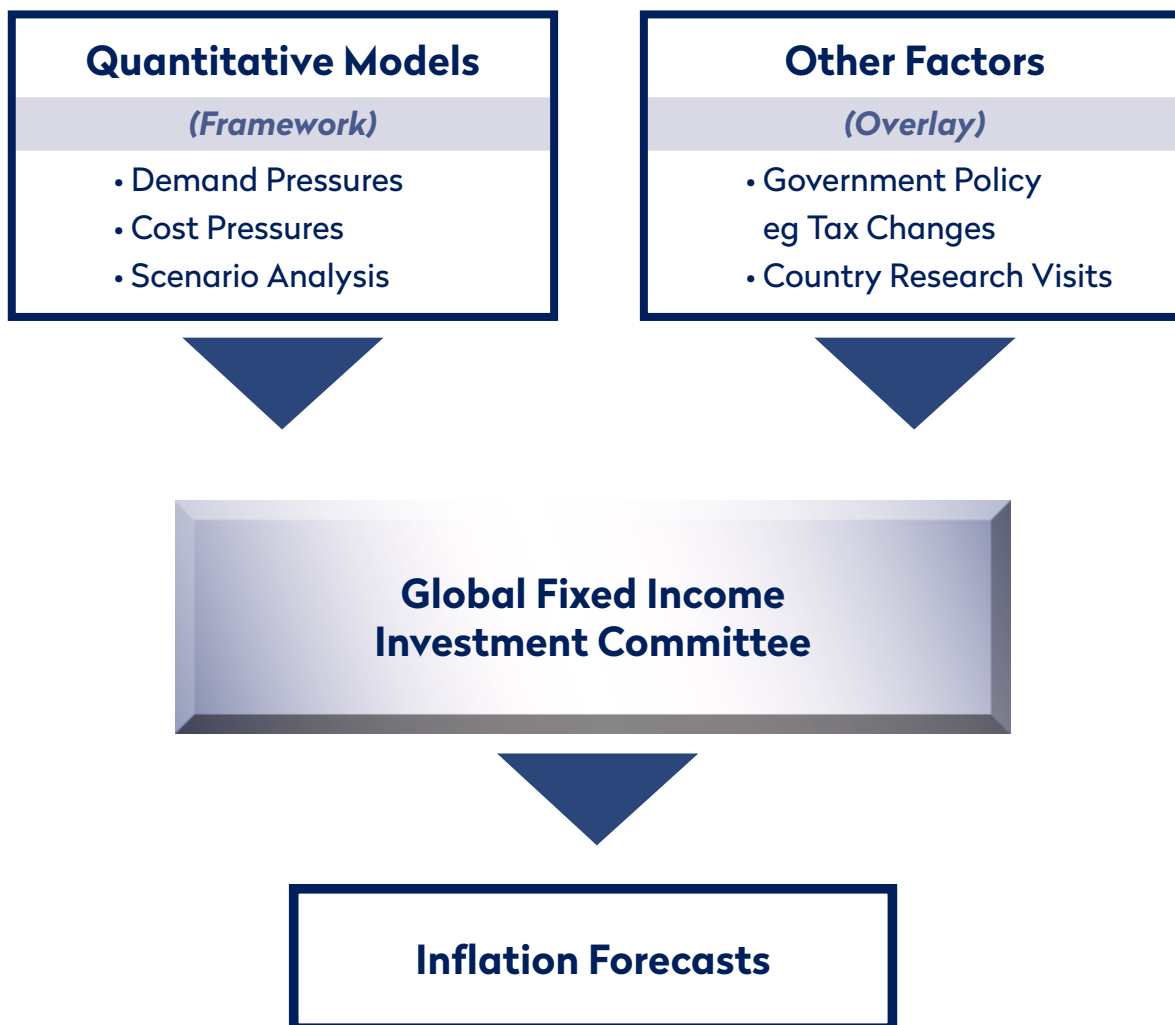 Quantitative Models
(Framework)
• Demand Pressures
• Cost Pressures
• Scenario Analysis
Other Factors
(Overlay)
• Government Policy
eg Tax Changes
• Country Research Visits
Global Fixed Income
Investment Committee
Inflation Forecasts